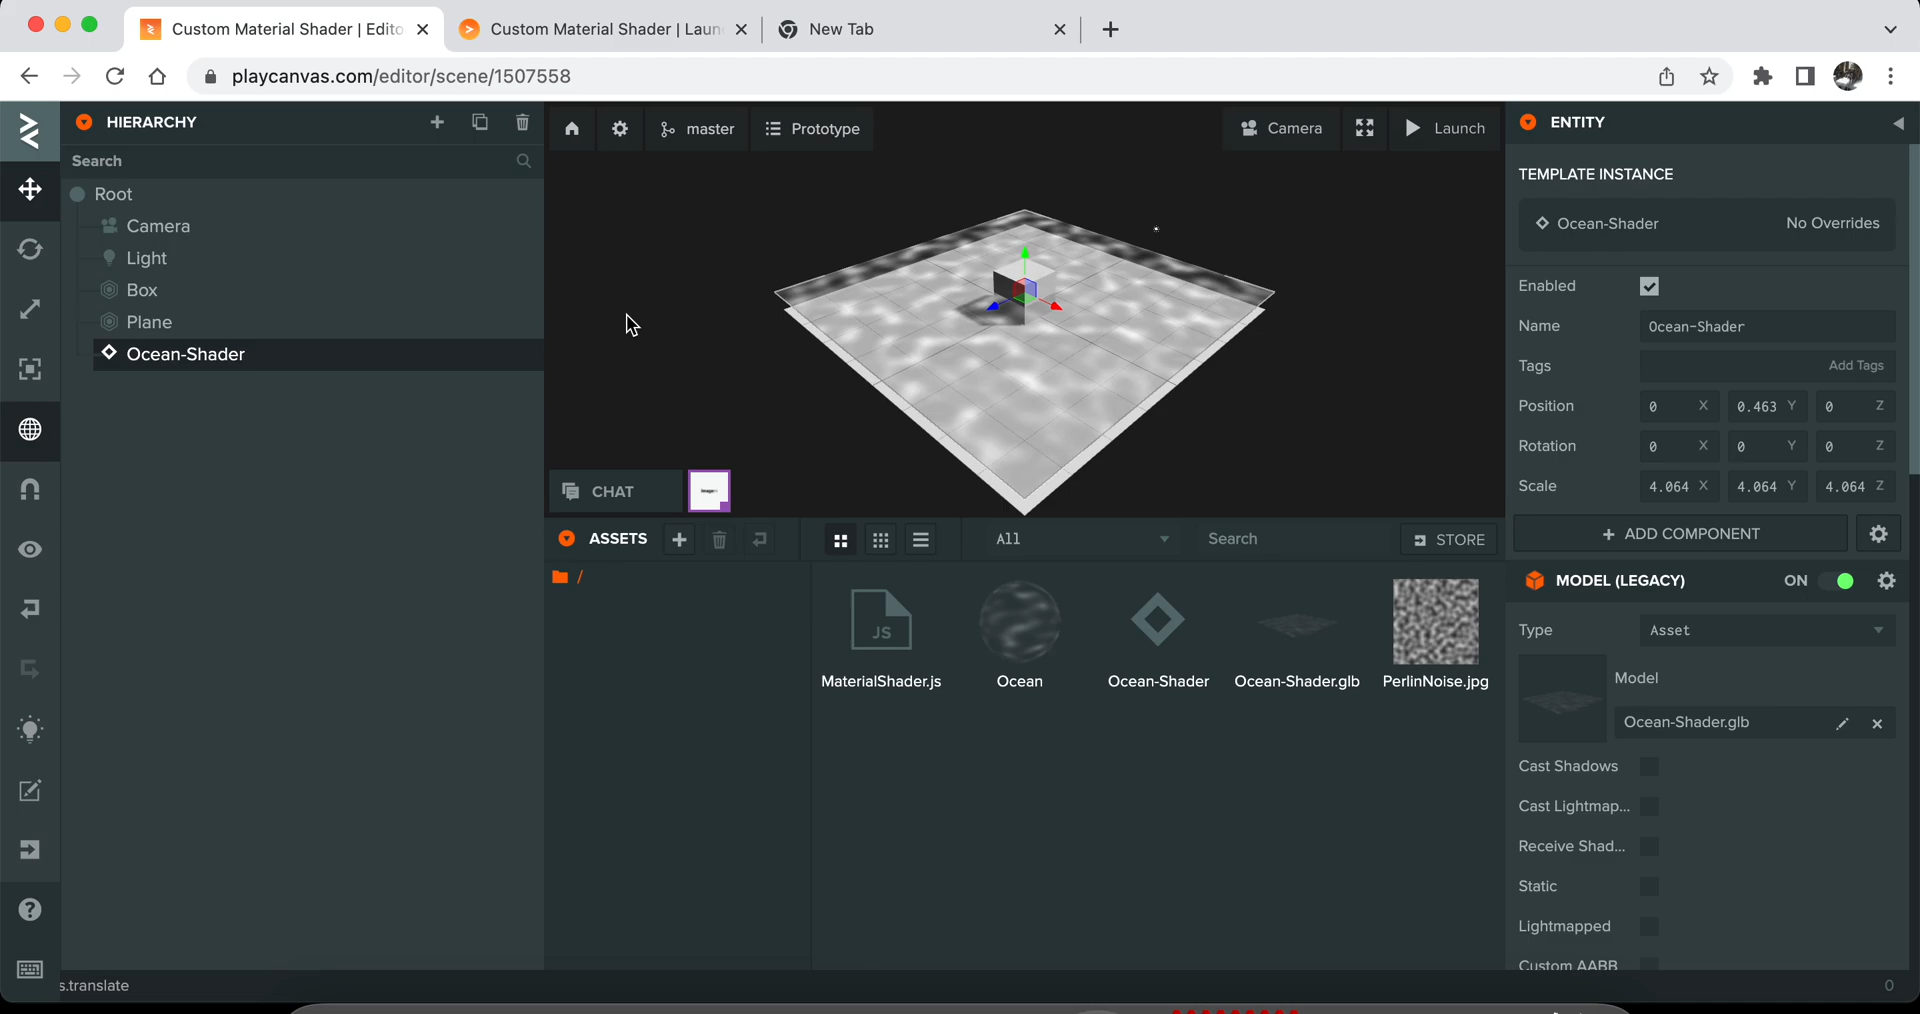 Custom Material Shader | Edito
Custom Material Shader | Laun
New Tab
playcanvas.com/editor/scene/1507558
HIERARCHY
Search
Root
Camera
Light
Box
Plane
Ocean-Shader
master
Prototype
Camera
Launch
CHAT
ASSETS
All
Search
STORE
/
JS
MaterialShader.js
Ocean
Ocean-Shader
Ocean-Shader.glb
PerlinNoise.jpg
ENTITY
TEMPLATE INSTANCE
Ocean-Shader No Overrides
Enabled
Name Ocean-Shader
Tags Add Tags
Position 0 X 0.463 Y 0 Z
Rotation 0 X 0 Y 0 Z
Scale 4.064 X 4.064 Y 4.064 Z
ADD COMPONENT
MODEL (LEGACY) ON
Type Asset
Model
Ocean-Shader.glb
Cast Shadows
Cast Lightmap...
Receive Shad...
Static
Lightmapped
Custom AABB
s.translate
0